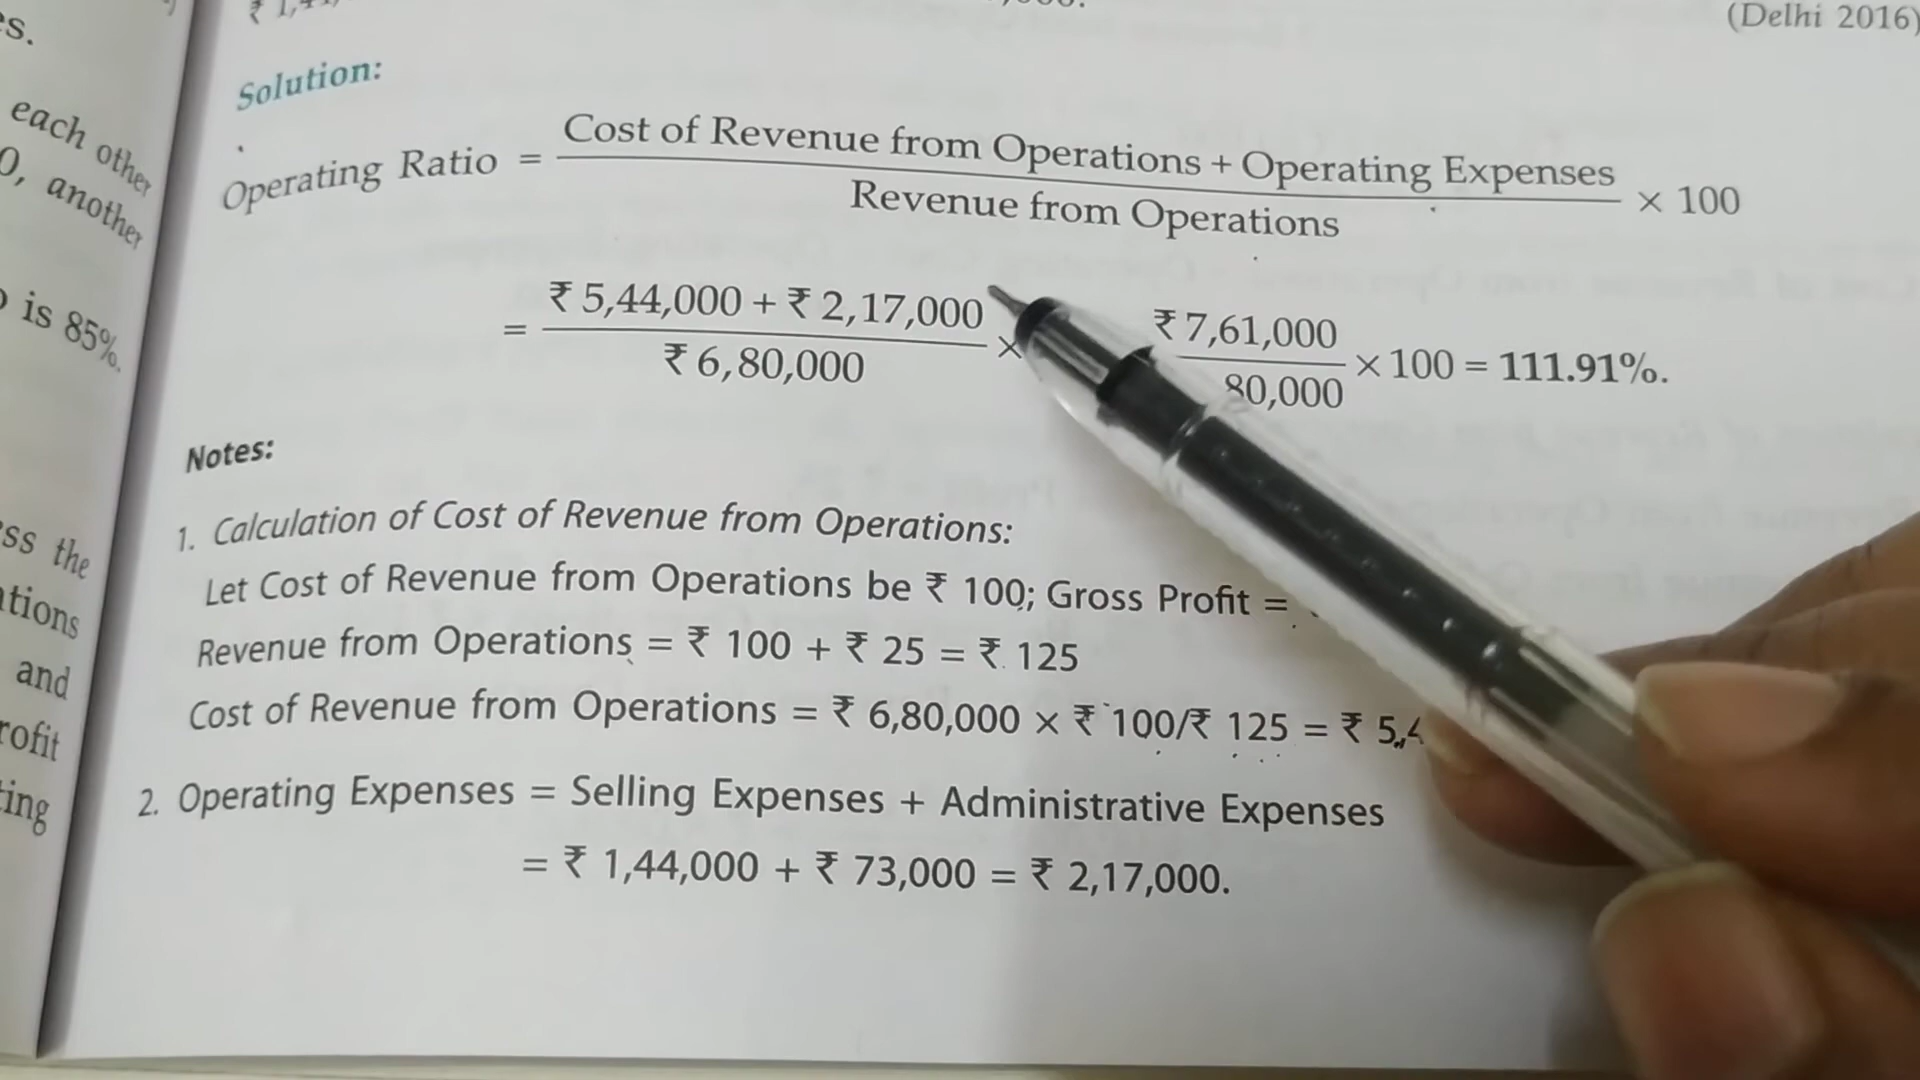 (Delhi 2016)
Solution:
Operating Ratio = Cost of Revenue from Operations + Operating Expenses / Revenue from Operations × 100
= ₹ 5,44,000 + ₹ 2,17,000 / ₹ 6,80,000 × ₹ 7,61,000 / 80,000 × 100 = 111.91%.
Notes:
1. Calculation of Cost of Revenue from Operations:
Let Cost of Revenue from Operations be ₹ 100; Gross Profit =
Revenue from Operations = ₹ 100 + ₹ 25 = ₹ 125
Cost of Revenue from Operations = ₹ 6,80,000 × ₹ 100/₹ 125 = ₹ 5,4
2. Operating Expenses = Selling Expenses + Administrative Expenses
= ₹ 1,44,000 + ₹ 73,000 = ₹ 2,17,000.
each other
0, another
is 85%.
the
and